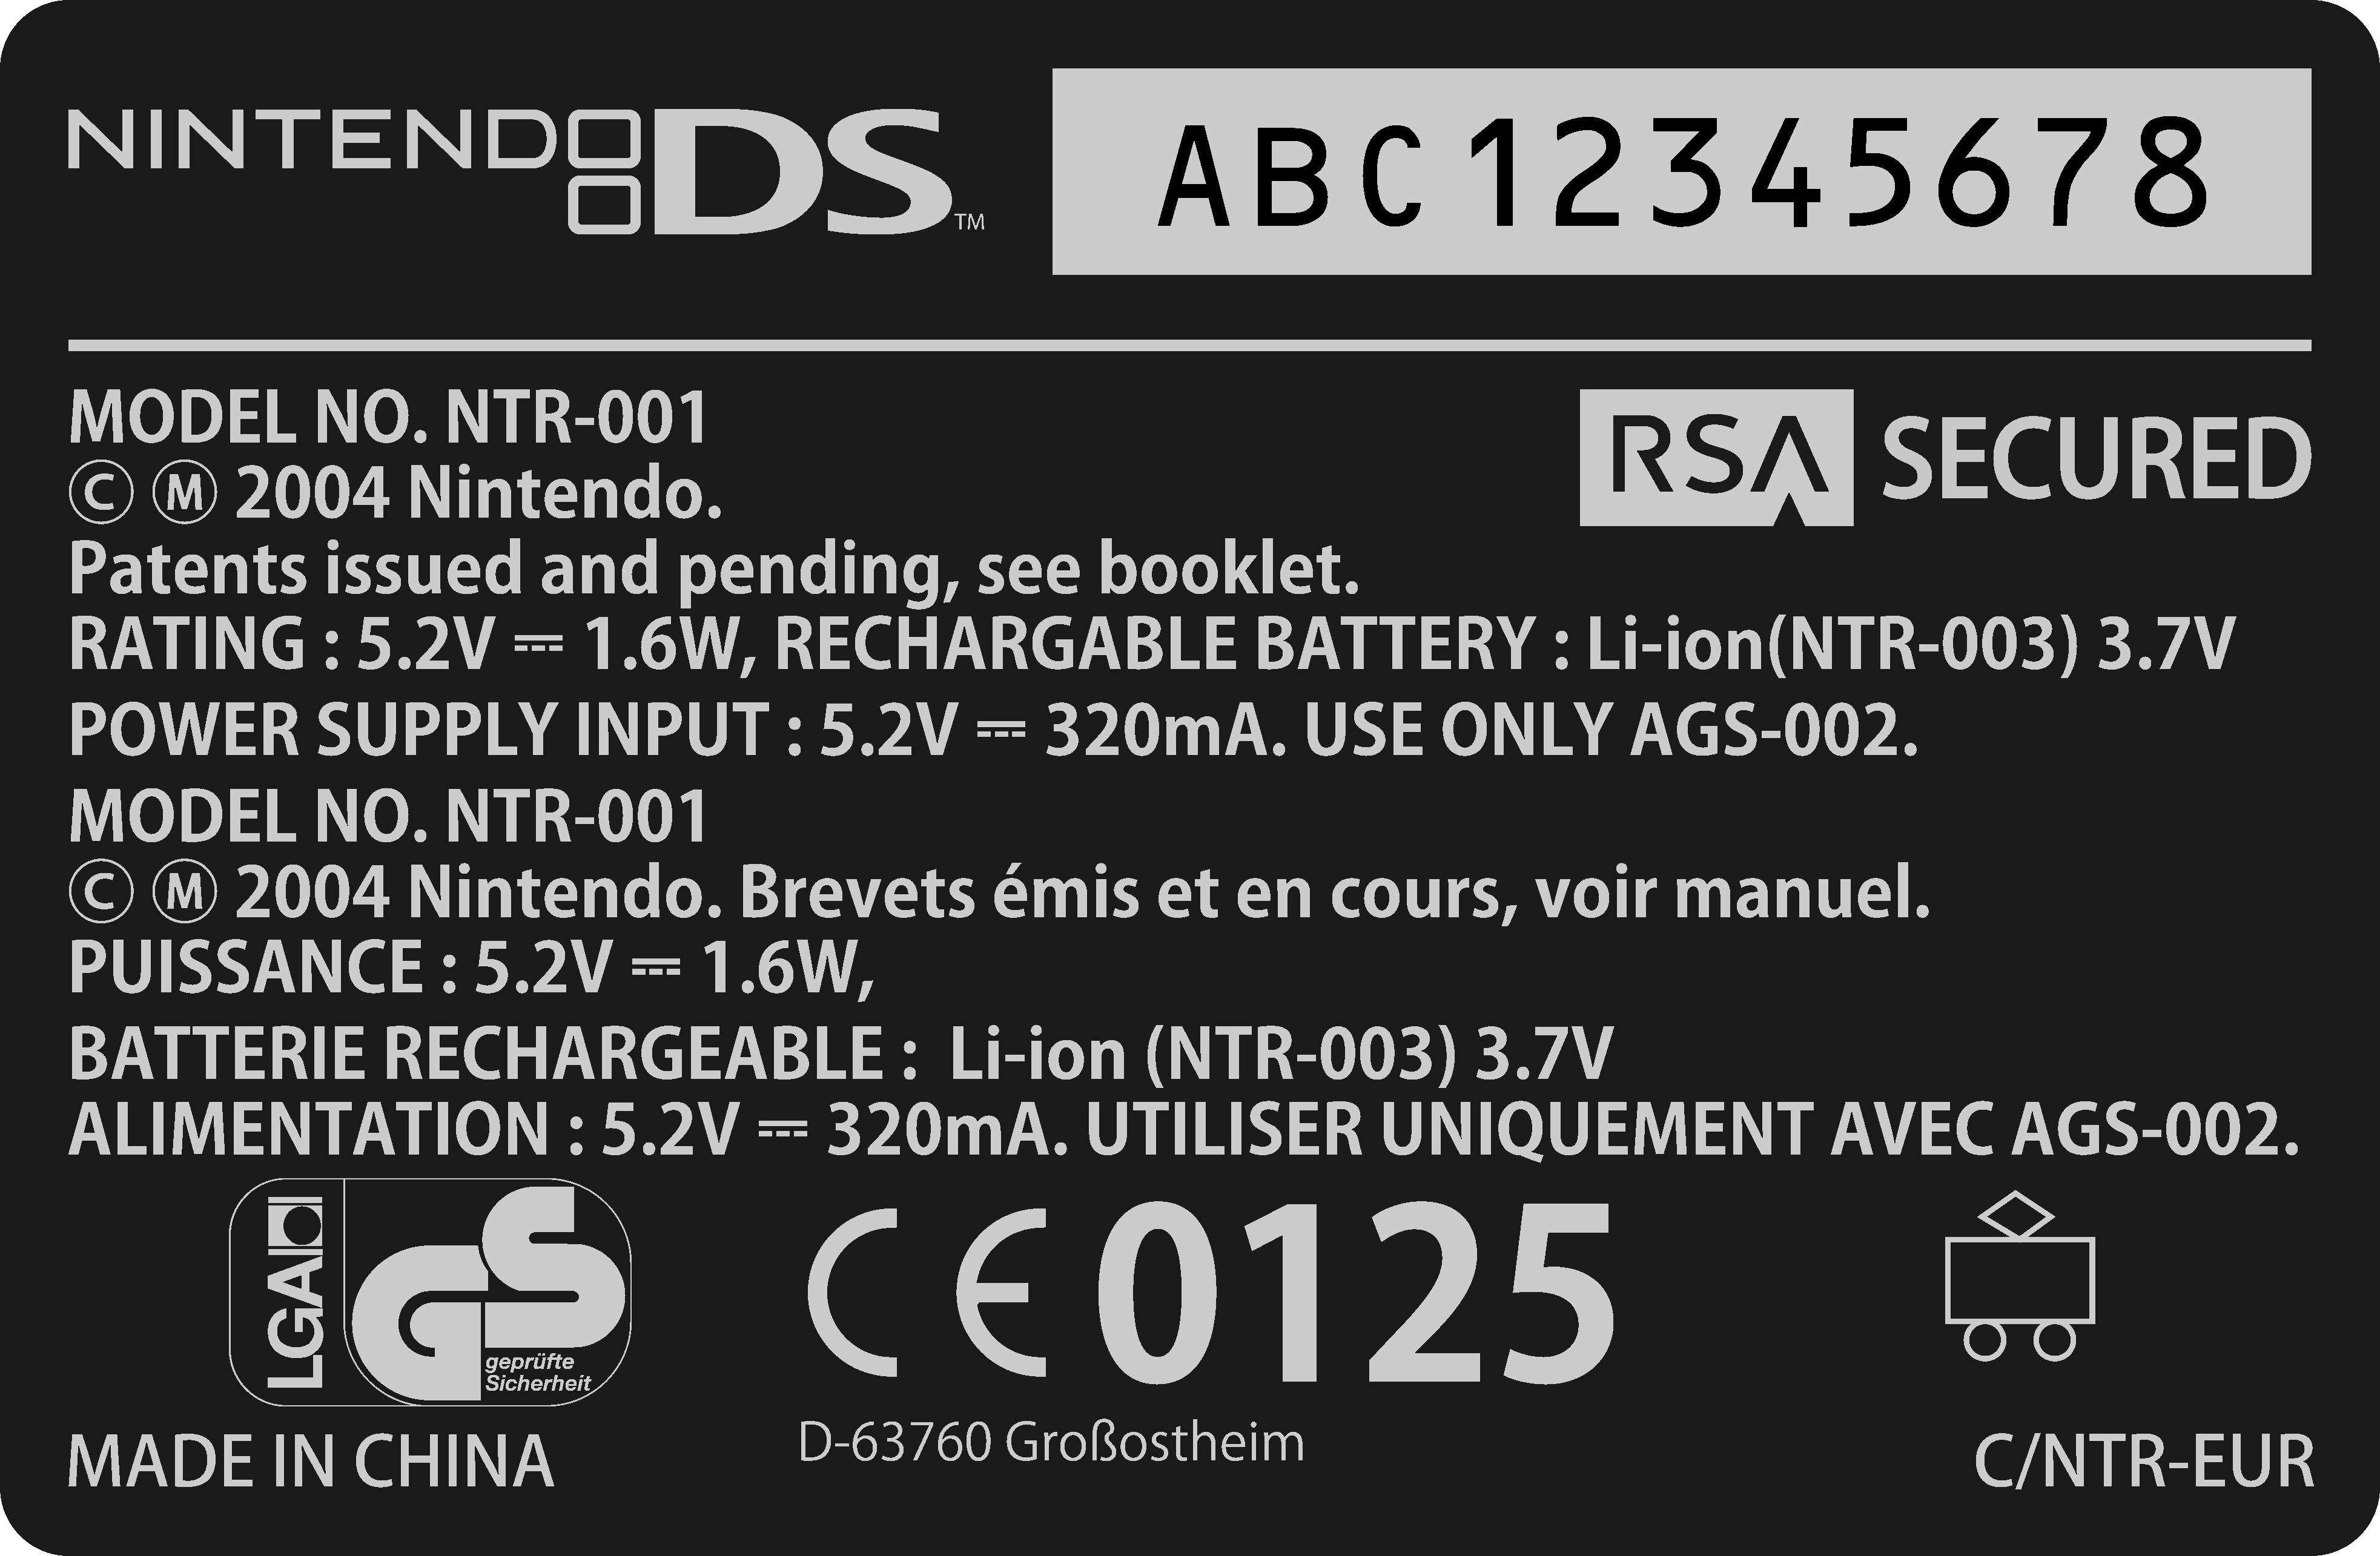 NINTENDO DS™ ABC12345678
MODEL NO. NTR-001
RSA SECURED
Ⓒ Ⓜ 2004 Nintendo.
Patents issued and pending, see booklet.
RATING : 5.2V ⎓ 1.6W, RECHARGABLE BATTERY : Li-ion(NTR-003) 3.7V
POWER SUPPLY INPUT : 5.2V ⎓ 320mA. USE ONLY AGS-002.
MODEL NO. NTR-001
Ⓒ Ⓜ 2004 Nintendo. Brevets émis et en cours, voir manuel.
PUISSANCE : 5.2V ⎓ 1.6W,
BATTERIE RECHARGEABLE : Li-ion (NTR-003) 3.7V
ALIMENTATION : 5.2V ⎓ 320mA. UTILISER UNIQUEMENT AVEC AGS-002.
LGAI
GS
geprüfte
Sicherheit
CE 0125
MADE IN CHINA
D-63760 Großostheim
C/NTR-EUR